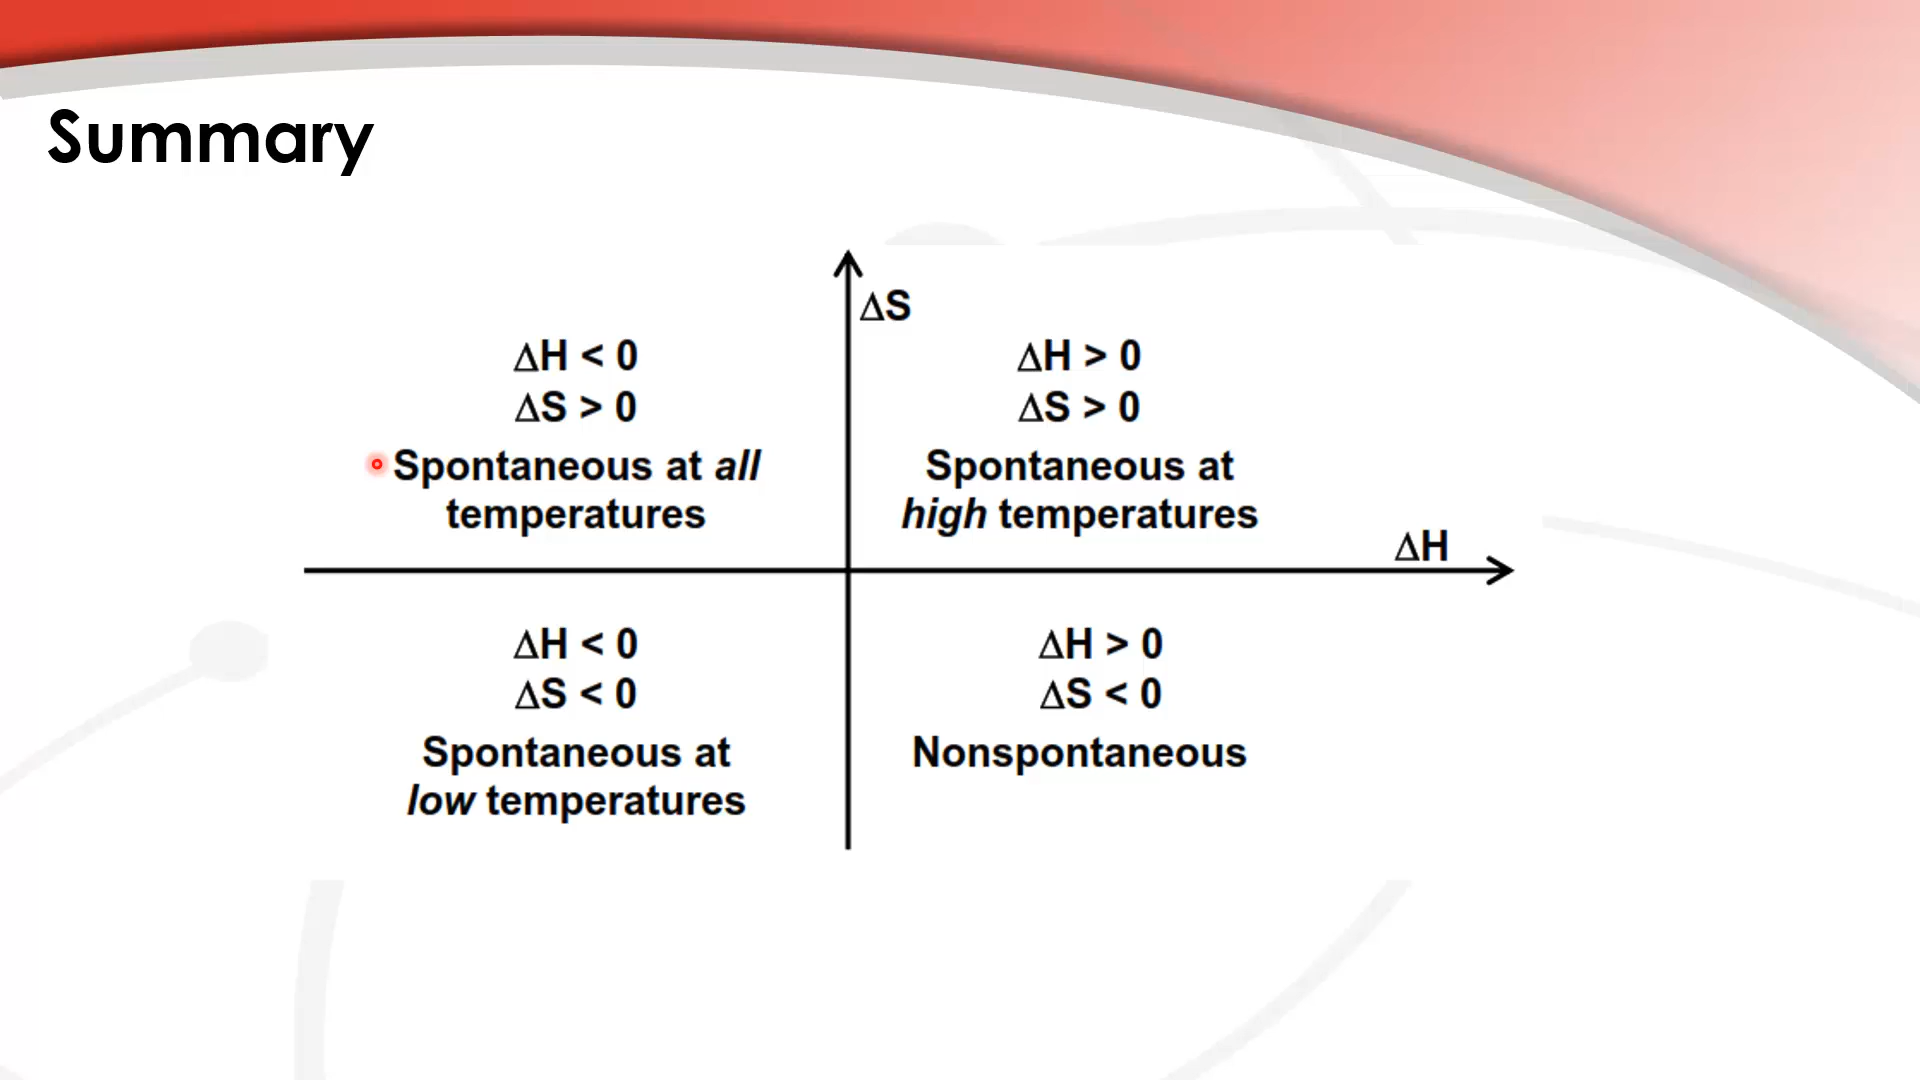 Summary
ΔS
ΔH < 0
ΔS > 0
Spontaneous at all
temperatures
ΔH > 0
ΔS > 0
Spontaneous at
high temperatures
ΔH
ΔH < 0
ΔS < 0
Spontaneous at
low temperatures
ΔH > 0
ΔS < 0
Nonspontaneous